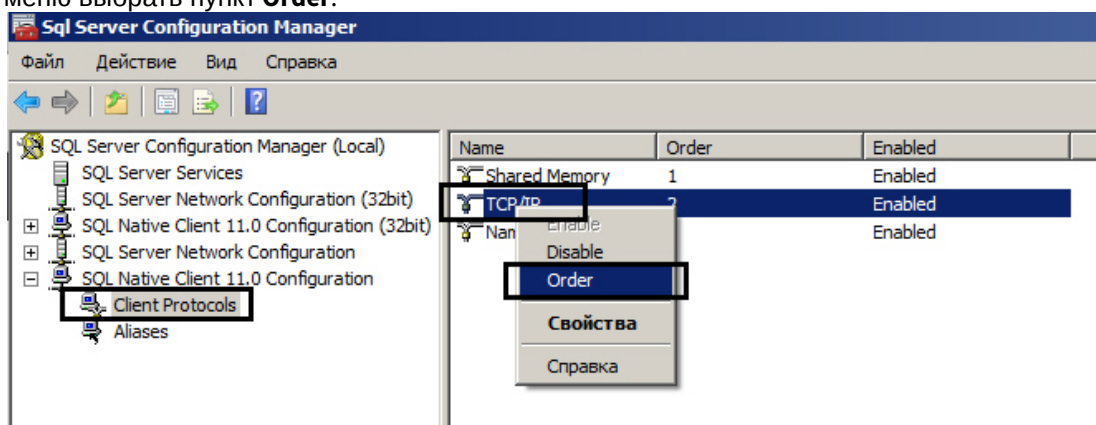 меню выбрать пункт Order.
Sql Server Configuration Manager
Файл Действие Вид Справка
SQL Server Configuration Manager (Local)
SQL Server Services
SQL Server Network Configuration (32bit)
SQL Native Client 11.0 Configuration (32bit)
SQL Server Network Configuration
SQL Native Client 11.0 Configuration
Client Protocols
Aliases
Name Order Enabled
Shared Memory 1 Enabled
TCP/IP 2 Enabled
Nam Enabled
Enable
Disable
Order
Свойства
Справка